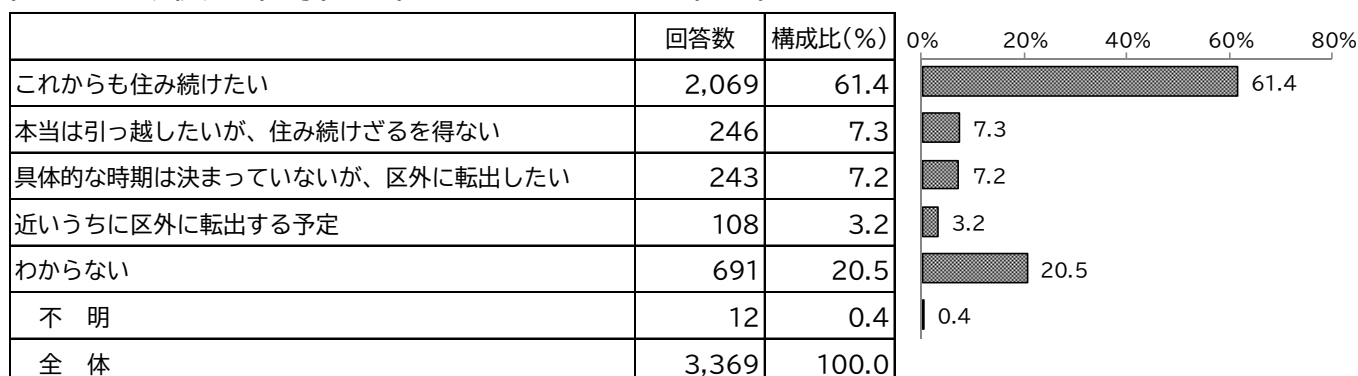 回答数 構成比(%) 0% 20% 40% 60% 80%
これからも住み続けたい 2,069 61.4 61.4
本当は引っ越したいが、住み続けざるを得ない 246 7.3 7.3
具体的な時期は決まっていないが、区外に転出したい 243 7.2 7.2
近いうちに区外に転出する予定 108 3.2 3.2
わからない 691 20.5 20.5
不 明 12 0.4 0.4
全 体 3,369 100.0